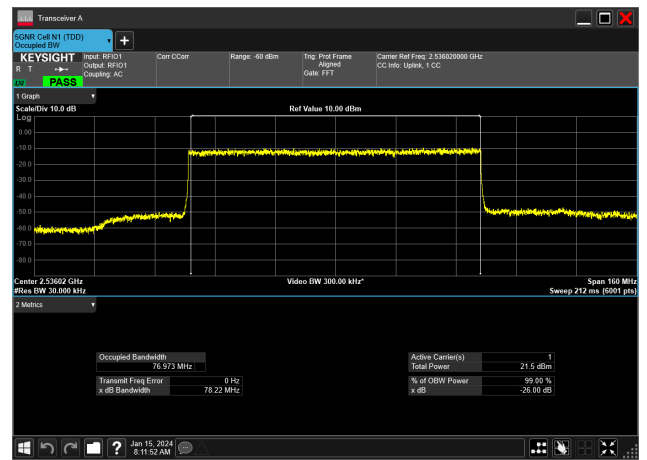 Transceiver A
5GNR Cell N1 (TDD)
Occupied BW
KEYSIGHT
R T
PASS
Input: RFIO1
Output: RFIO1
Coupling: AC
Corr CCorr
Range: -60 dBm
Trig: Prot Frame
Aligned
Gate: FFT
Carrier Ref Freq: 2.536020000 GHz
CC Info: Uplink, 1 CC
1 Graph
Scale/Div 10.0 dB
Ref Value 10.00 dBm
Log
0.00
-10.0
-20.0
-30.0
-40.0
-50.0
-60.0
-70.0
-80.0
Center 2.53602 GHz
Video BW 300.00 kHz*
Span 160 MHz
#Res BW 30.000 kHz
Sweep 212 ms (6001 pts)
2 Metrics
Occupied Bandwidth
76.973 MHz
Active Carrier(s) 1
Total Power 21.5 dBm
Transmit Freq Error 0 Hz
x dB Bandwidth 78.22 MHz
% of OBW Power 99.00 %
x dB -26.00 dB
Jan 15, 2024
8:11:52 AM